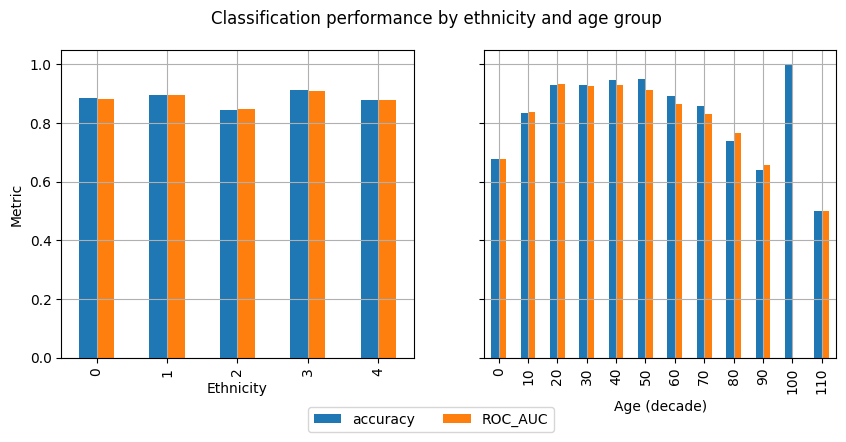 Classification performance by ethnicity and age group
Metric
1.0
0.8
0.6
0.4
0.2
0.0
0 1 2 3 4
Ethnicity
0 10 20 30 40 50 60 70 80 90 100 110
Age (decade)
accuracy ROC_AUC